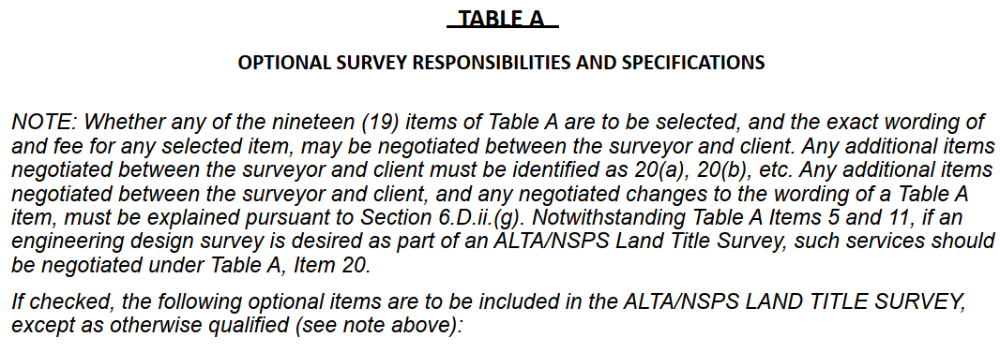 TABLE A
OPTIONAL SURVEY RESPONSIBILITIES AND SPECIFICATIONS
NOTE: Whether any of the nineteen (19) items of Table A are to be selected, and the exact wording of
and fee for any selected item, may be negotiated between the surveyor and client. Any additional items
negotiated between the surveyor and client must be identified as 20(a), 20(b), etc. Any additional items
negotiated between the surveyor and client, and any negotiated changes to the wording of a Table A
item, must be explained pursuant to Section 6.D.ii.(g). Notwithstanding Table A Items 5 and 11, if an
engineering design survey is desired as part of an ALTA/NSPS Land Title Survey, such services should
be negotiated under Table A, Item 20.
If checked, the following optional items are to be included in the ALTA/NSPS LAND TITLE SURVEY,
except as otherwise qualified (see note above):